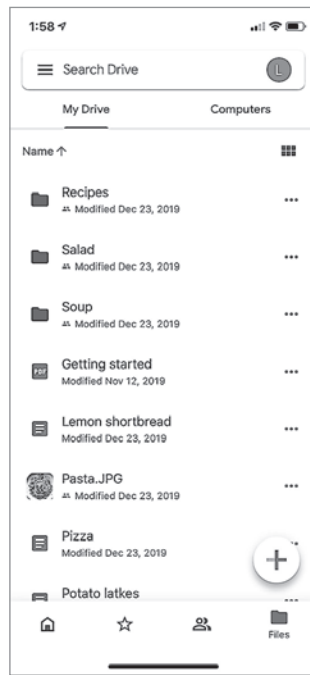 1:58
Search Drive L
My Drive Computers
Name
Recipes
Modified Dec 23, 2019
Salad
Modified Dec 23, 2019
Soup
Modified Dec 23, 2019
Getting started
PDF
Modified Nov 12, 2019
Lemon shortbread
Modified Dec 23, 2019
Pasta.JPG
Modified Dec 23, 2019
Pizza
Modified Dec 23, 2019
Potato latkes
Files